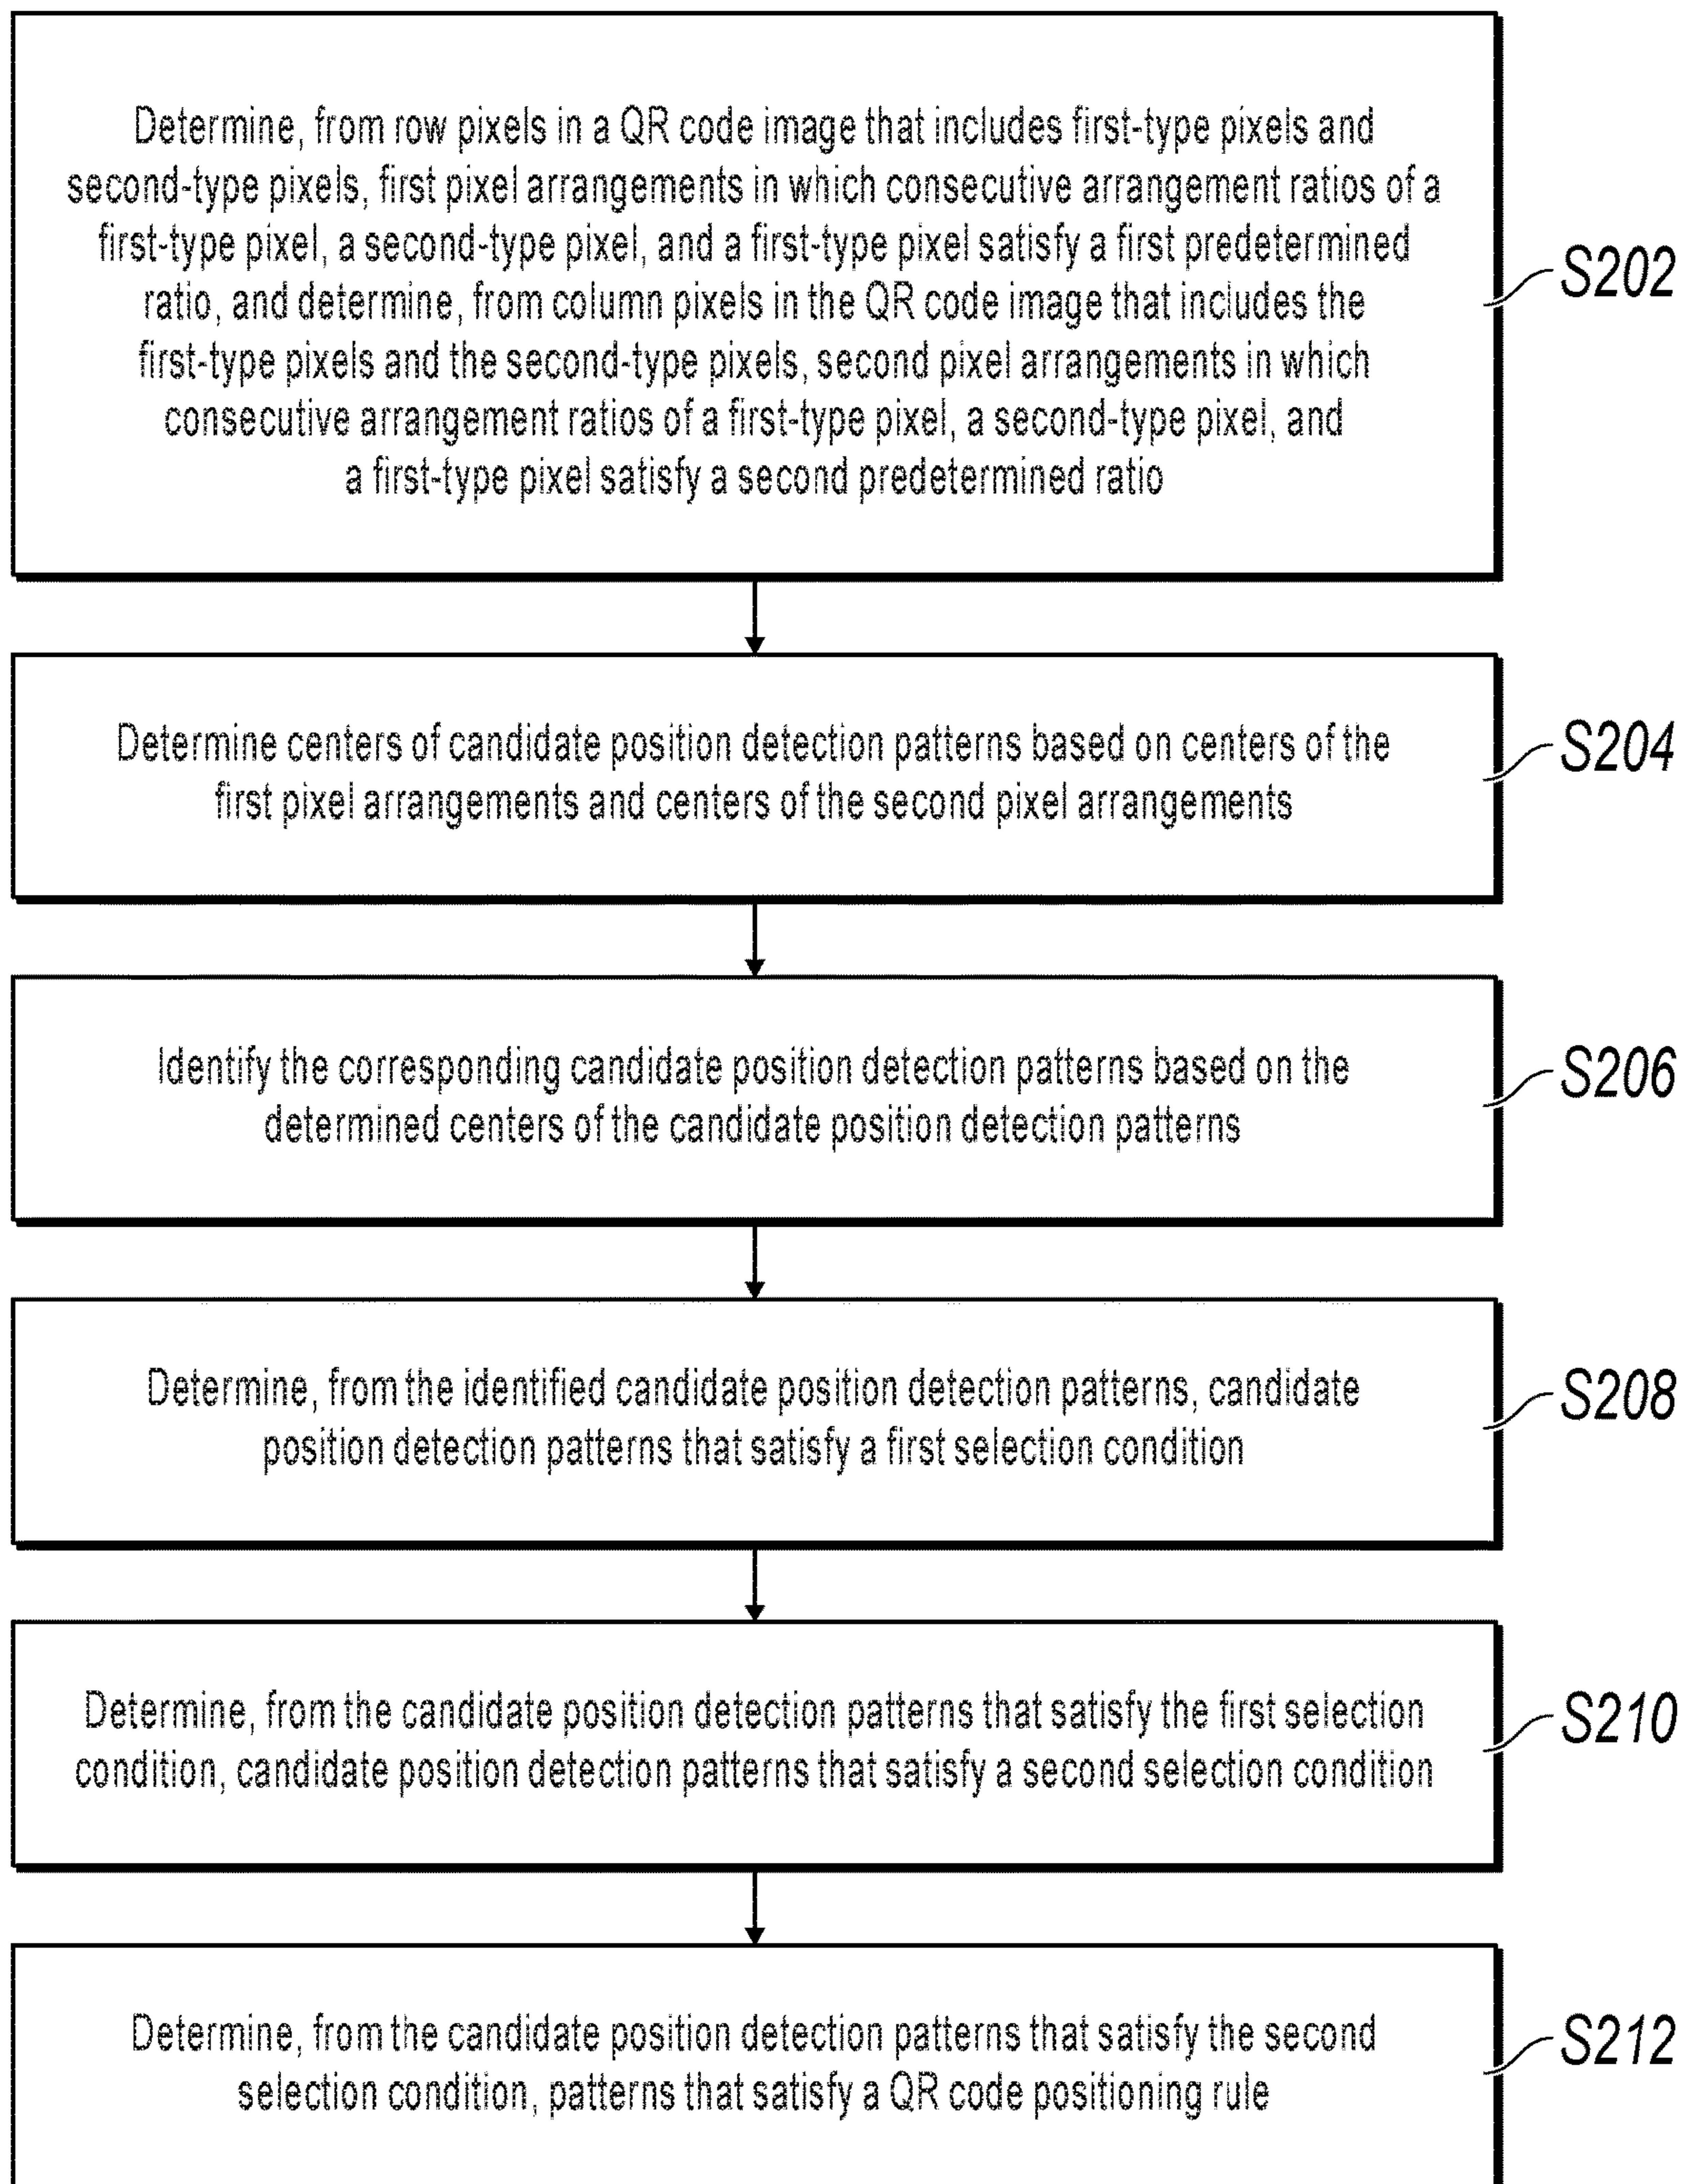 Determine, from row pixels in a QR code image that includes first-type pixels and
second-type pixels, first pixel arrangements in which consecutive arrangement ratios of a
first-type pixel, a second-type pixel, and a first-type pixel satisfy a first predetermined
ratio, and determine, from column pixels in the QR code image that includes the
first-type pixels and the second-type pixels, second pixel arrangements in which
consecutive arrangement ratios of a first-type pixel, a second-type pixel, and
a first-type pixel satisfy a second predetermined ratio
S202
Determine centers of candidate position detection patterns based on centers of the
first pixel arrangements and centers of the second pixel arrangements
S204
Identify the corresponding candidate position detection patterns based on the
determined centers of the candidate position detection patterns
S206
Determine, from the identified candidate position detection patterns, candidate
position detection patterns that satisfy a first selection condition
S208
Determine, from the candidate position detection patterns that satisfy the first selection
condition, candidate position detection patterns that satisfy a second selection condition
S210
Determine, from the candidate position detection patterns that satisfy the second
selection condition, patterns that satisfy a QR code positioning rule
S212